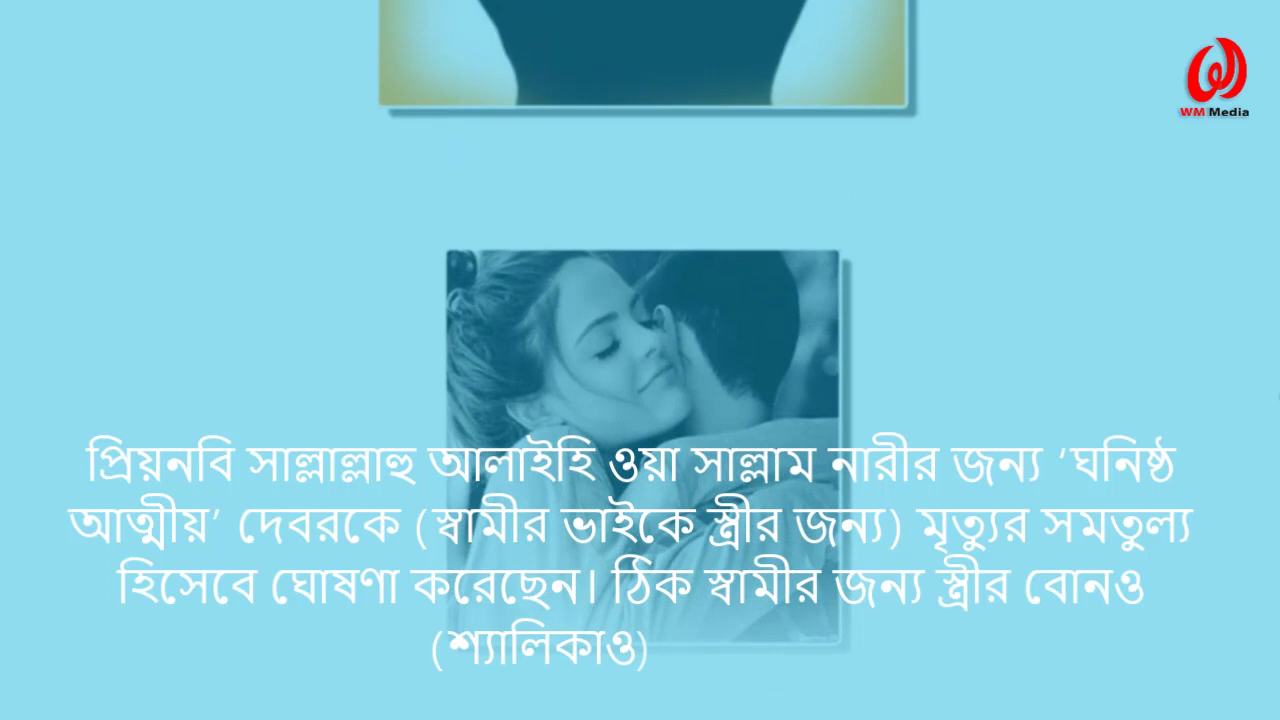 WM Media
প্রিয়নবি সাল্লাল্লাহু আলাইহি ওয়া সাল্লাম নারীর জন্য ‘ঘনিষ্ঠ
আত্মীয়’ দেবরকে (স্বামীর ভাইকে স্ত্রীর জন্য) মৃত্যুর সমতুল্য
হিসেবে ঘোষণা করেছেন। ঠিক স্বামীর জন্য স্ত্রীর বোনও
(শ্যালিকাও)